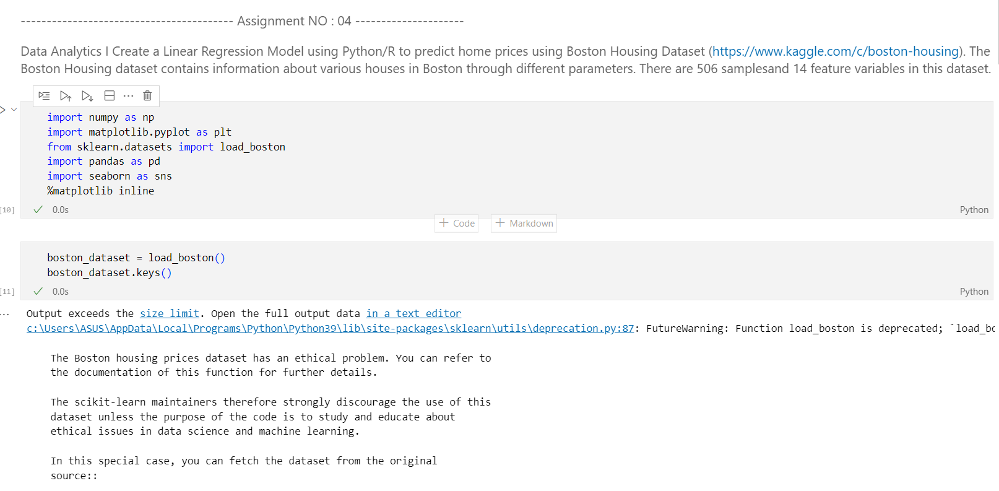 ----------------------------------------- Assignment NO : 04 ---------------------
Data Analytics I Create a Linear Regression Model using Python/R to predict home prices using Boston Housing Dataset (https://www.kaggle.com/c/boston-housing). The
Boston Housing dataset contains information about various houses in Boston through different parameters. There are 506 samplesand 14 feature variables in this dataset.
import numpy as np
import matplotlib.pyplot as plt
from sklearn.datasets import load_boston
import pandas as pd
import seaborn as sns
%matplotlib inline
[10] 0.0s Python
+ Code + Markdown
boston_dataset = load_boston()
boston_dataset.keys()
[11] 0.0s Python
... Output exceeds the size limit. Open the full output data in a text editor
c:\Users\ASUS\AppData\Local\Programs\Python\Python39\lib\site-packages\sklearn\utils\deprecation.py:87: FutureWarning: Function load_boston is deprecated; `load_bo
The Boston housing prices dataset has an ethical problem. You can refer to
the documentation of this function for further details.
The scikit-learn maintainers therefore strongly discourage the use of this
dataset unless the purpose of the code is to study and educate about
ethical issues in data science and machine learning.
In this special case, you can fetch the dataset from the original
source::